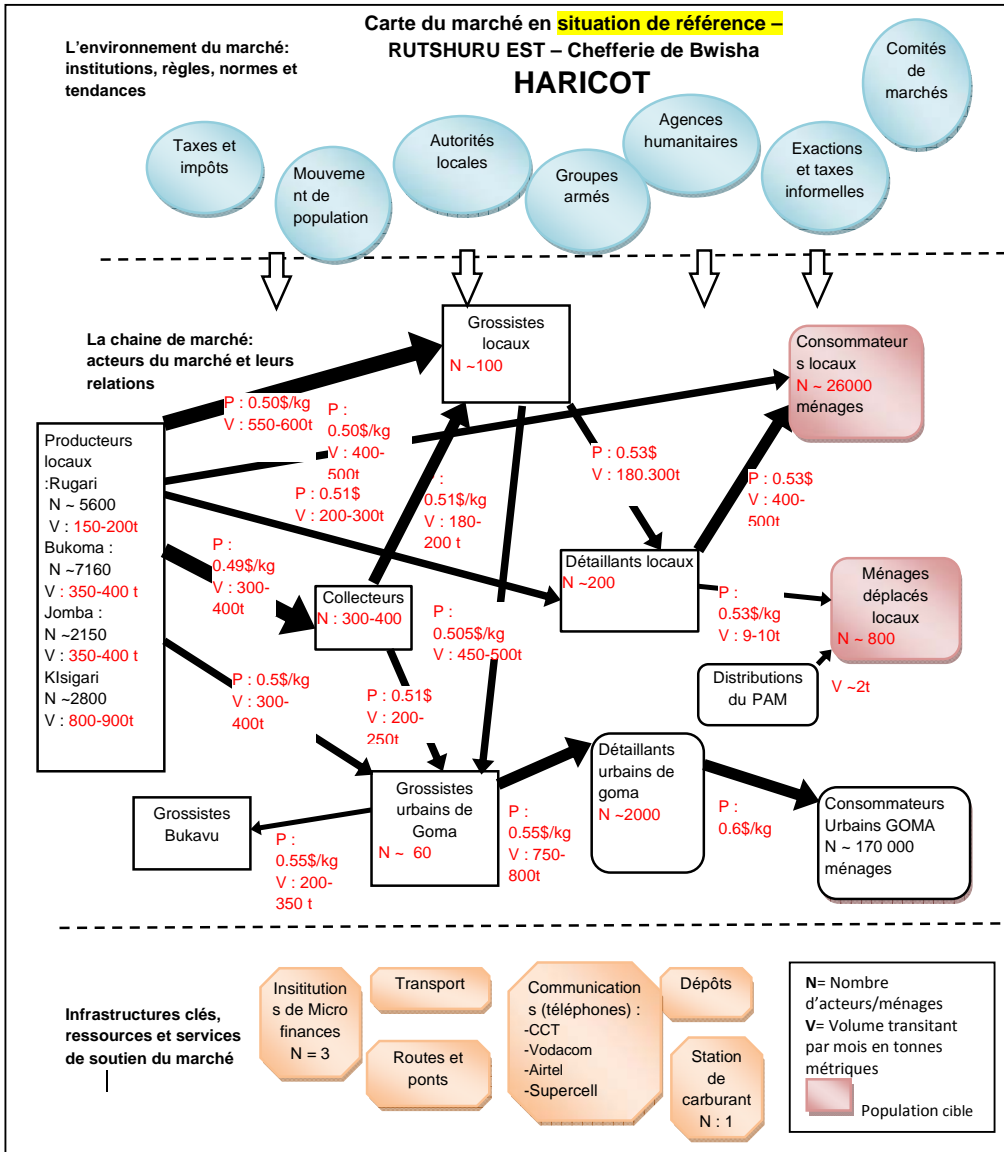 Carte du marché en situation de référence –
RUTSHURU EST – Chefferie de Bwisha
HARICOT
L'environnement du marché:
institutions, règles, normes et
tendances
Taxes et
impôts
Mouveme
nt de
population
Autorités
locales
Groupes
armés
Agences
humanitaires
Exactions
et taxes
informelles
Comités
de
marchés
La chaine de marché:
acteurs du marché et leurs
relations
Grossistes
locaux
N ~100
Consommateur
s locaux
N ~ 26000
ménages
P : 0.50$/kg
V : 550-600t
P :
0.50$/kg
V : 400-
500t
P : 0.51$
V : 200-300t
P :
0.51$/kg
V : 180-
200 t
P : 0.53$
V : 180.300t
P : 0.53$
V : 400-
500t
Producteurs
locaux
:Rugari
N ~ 5600
V : 150-200t
Bukoma :
N ~7160
V : 350-400 t
Jomba :
N ~2150
V : 350-400 t
KIsigari
N ~2800
V : 800-900t
P :
0.49$/kg
V : 300-
400t
Collecteurs
N : 300-400
Détaillants locaux
N ~200
Ménages
déplacés
locaux
N ~ 800
P :
0.53$/kg
V : 9-10t
P :
0.505$/kg
V : 450-500t
Distributions
du PAM
V ~2t
P : 0.5$/kg
V : 300-
400t
P : 0.51$
V : 200-
250t
Grossistes
Bukavu
Grossistes
urbains de
Goma
N ~ 60
Détaillants
urbains de
goma
N ~2000
Consommateurs
Urbains GOMA
N ~ 170 000
ménages
P :
0.55$/kg
V : 200-
350 t
P :
0.55$/kg
V : 750-
800t
P :
0.6$/kg
Infrastructures clés,
ressources et services
de soutien du marché
Insititution
s de Micro
finances
N = 3
Transport
Routes et
ponts
Communication
s (téléphones) :
-CCT
-Vodacom
-Airtel
-Supercell
Dépôts
Station
de
carburant
N : 1
N= Nombre
d'acteurs/ménages
V= Volume transitant
par mois en tonnes
métriques
Population cible